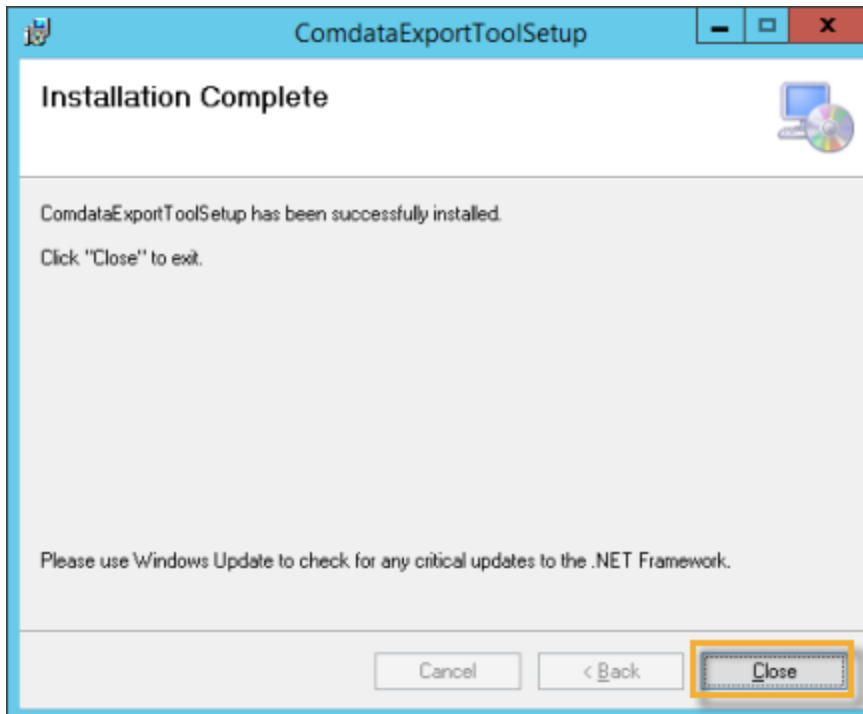 ComdataExportToolSetup
Installation Complete
ComdataExportToolSetup has been successfully installed.
Click "Close" to exit.
Please use Windows Update to check for any critical updates to the .NET Framework.
Cancel
< Back
Close